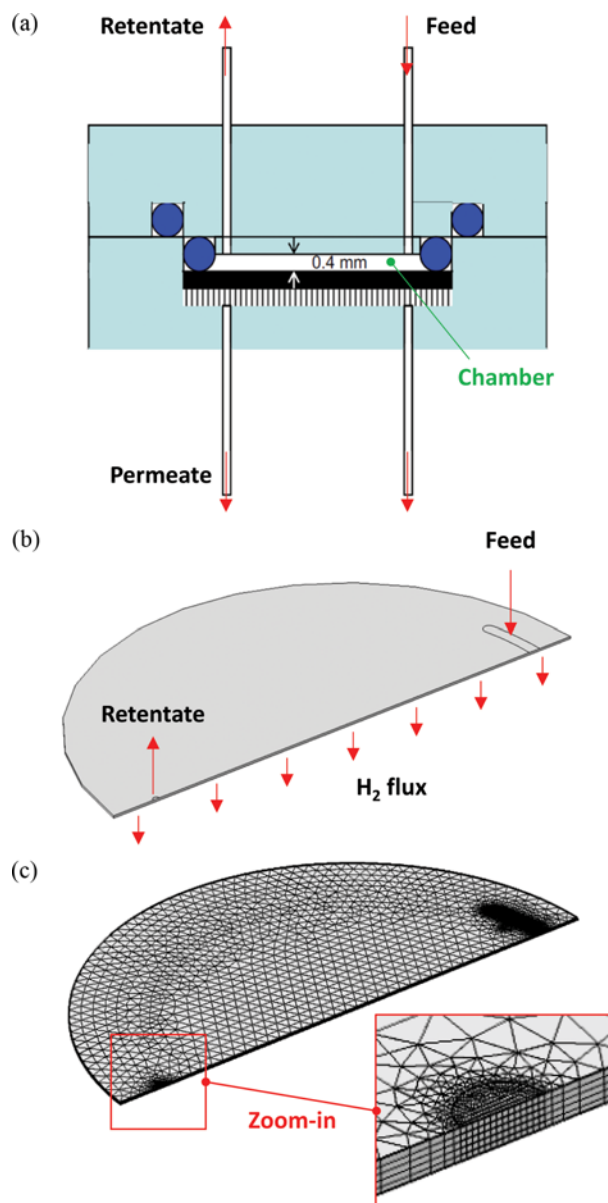 (a)
Retentate
Feed
0.4 mm
Chamber
Permeate
(b)
Feed
Retentate
H₂ flux
(c)
Zoom-in